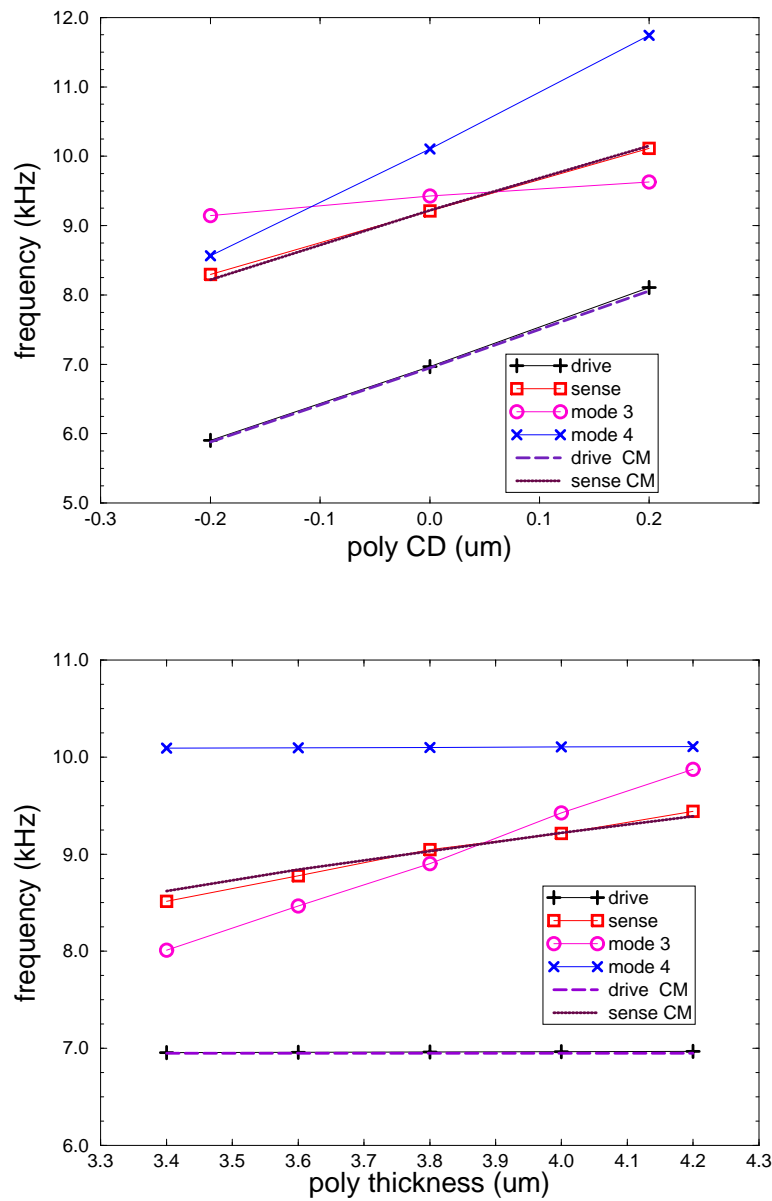 12.0
11.0
10.0
9.0
8.0
7.0
6.0
5.0
frequency (kHz)
drive
sense
mode 3
mode 4
drive CM
sense CM
-0.3 -0.2 -0.1 0.0 0.1 0.2
poly CD (um)
11.0
10.0
9.0
8.0
7.0
6.0
frequency (kHz)
drive
sense
mode 3
mode 4
drive CM
sense CM
3.3 3.4 3.5 3.6 3.7 3.8 3.9 4.0 4.1 4.2 4.3
poly thickness (um)